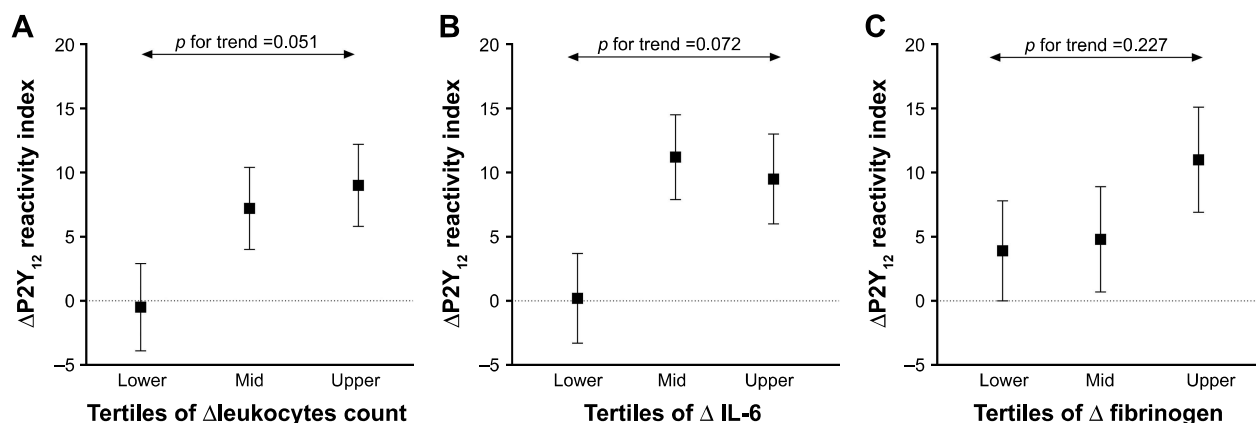 A
p for trend =0.051
ΔP2Y12 reactivity index
20
15
10
5
0
–5
Lower Mid Upper
Tertiles of Δleukocytes count
B
p for trend =0.072
ΔP2Y12 reactivity index
20
15
10
5
0
–5
Lower Mid Upper
Tertiles of Δ IL-6
C
p for trend =0.227
ΔP2Y12 reactivity index
20
15
10
5
0
–5
Lower Mid Upper
Tertiles of Δ fibrinogen